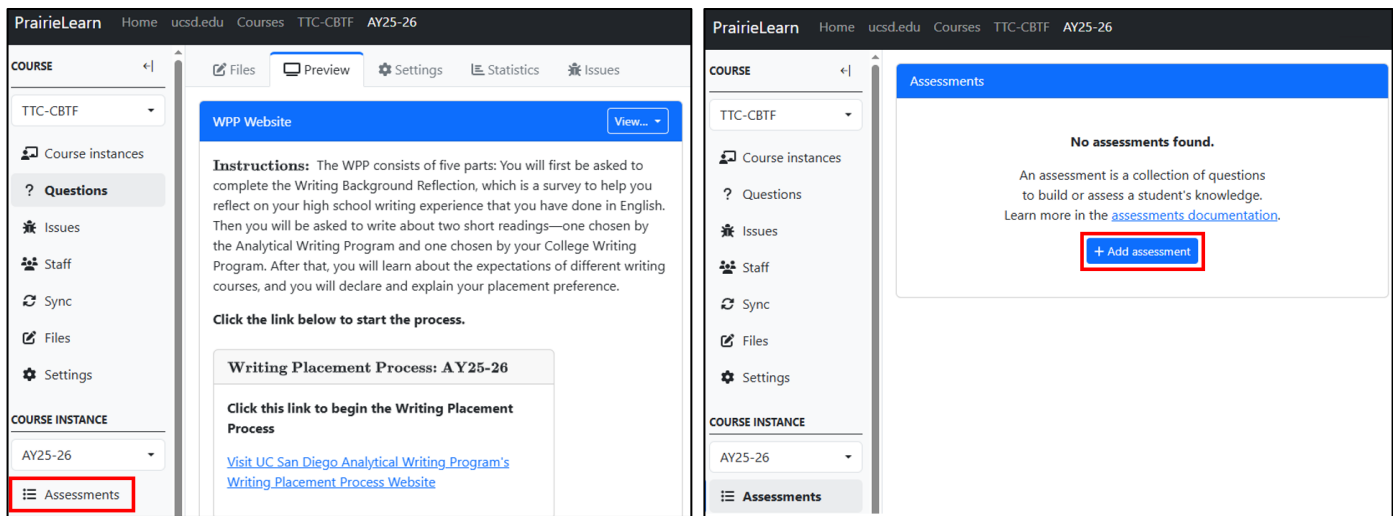 PrairieLearn Home ucsd.edu Courses TTC-CBTF AY25-26
COURSE
TTC-CBTF
Course instances
? Questions
Issues
Staff
Sync
Files
Settings
COURSE INSTANCE
AY25-26
Assessments
Files Preview Settings Statistics Issues
WPP Website View...
Instructions: The WPP consists of five parts: You will first be asked to
complete the Writing Background Reflection, which is a survey to help you
reflect on your high school writing experience that you have done in English.
Then you will be asked to write about two short readings—one chosen by
the Analytical Writing Program and one chosen by your College Writing
Program. After that, you will learn about the expectations of different writing
courses, and you will declare and explain your placement preference.
Click the link below to start the process.
Writing Placement Process: AY25-26
Click this link to begin the Writing Placement
Process
Visit UC San Diego Analytical Writing Program's
Writing Placement Process Website
PrairieLearn Home ucsd.edu Courses TTC-CBTF AY25-26
COURSE
TTC-CBTF
Course instances
? Questions
Issues
Staff
Sync
Files
Settings
COURSE INSTANCE
AY25-26
Assessments
Assessments
No assessments found.
An assessment is a collection of questions
to build or assess a student's knowledge.
Learn more in the assessments documentation.
+ Add assessment